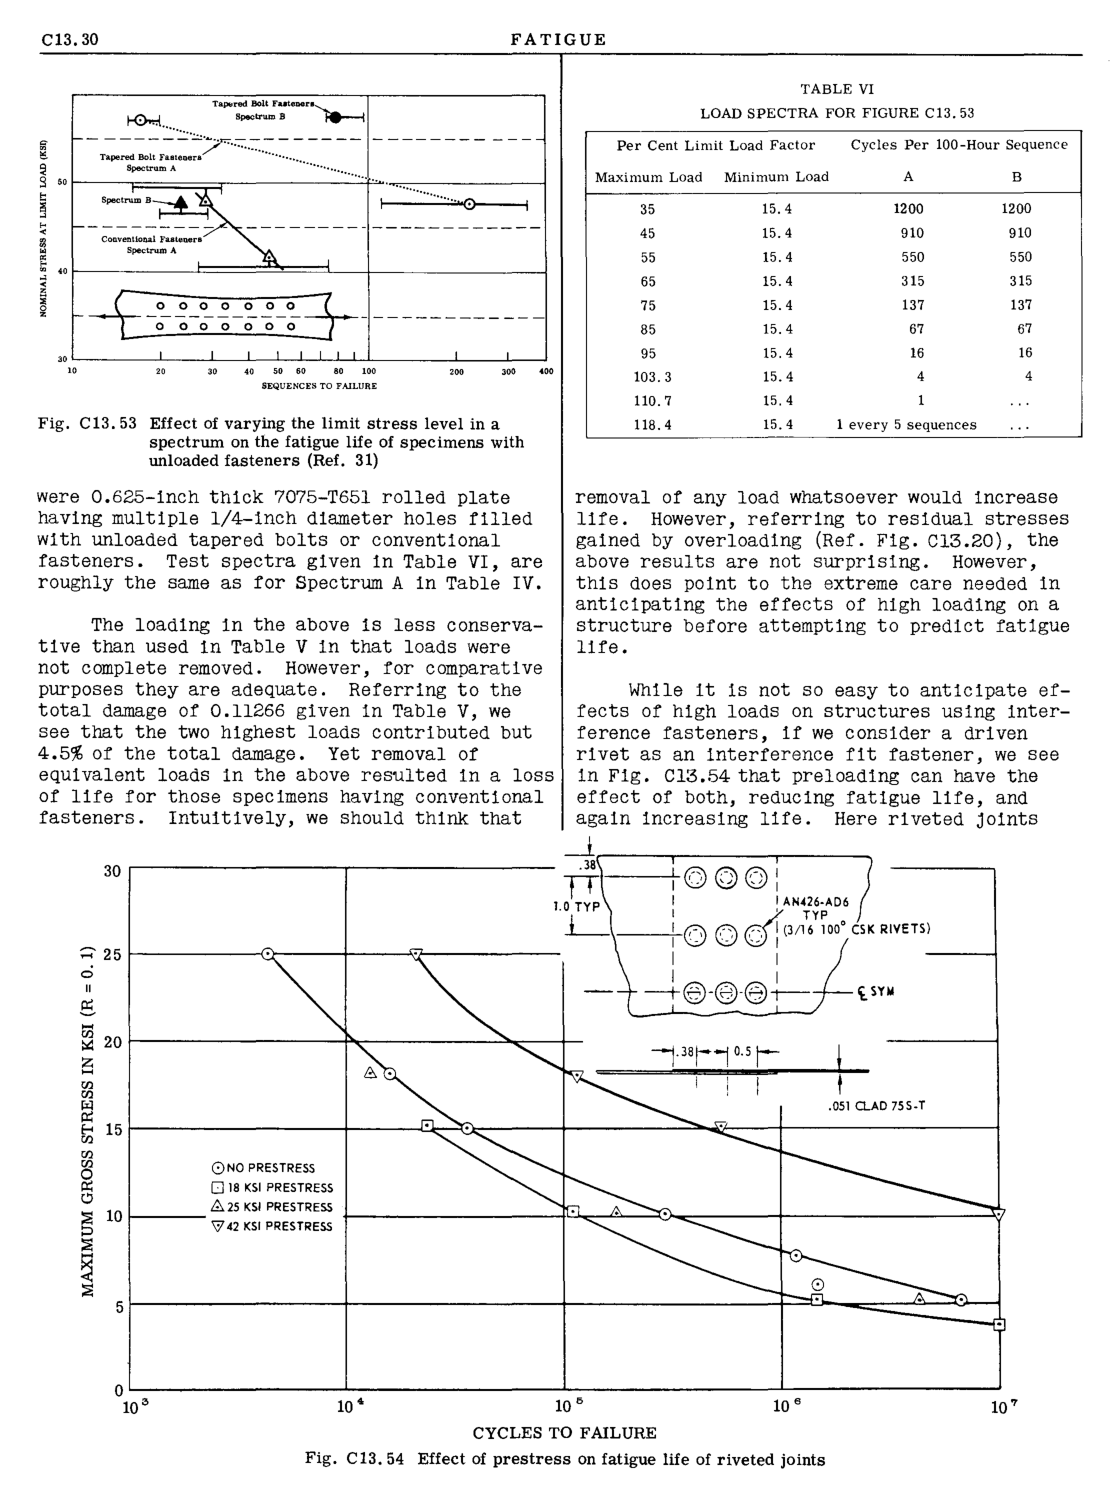 C13.30
FATIGUE
Tapered Bolt Fasteners
Spectrum B
Tapered Bolt Fasteners
Spectrum A
Spectrum B
Conventional Fasteners
Spectrum A
NOMINAL STRESS AT LIMIT LOAD (KSI)
50
40
30
10 20 30 40 50 60 80 100 200 300 400
SEQUENCES TO FAILURE
Fig. C13.53 Effect of varying the limit stress level in a
spectrum on the fatigue life of specimens with
unloaded fasteners (Ref. 31)
were 0.625-inch thick 7075-T651 rolled plate
having multiple 1/4-inch diameter holes filled
with unloaded tapered bolts or conventional
fasteners. Test spectra given in Table VI, are
roughly the same as for Spectrum A in Table IV.
The loading in the above is less conserva-
tive than used in Table V in that loads were
not complete removed. However, for comparative
purposes they are adequate. Referring to the
total damage of 0.11266 given in Table V, we
see that the two highest loads contributed but
4.5% of the total damage. Yet removal of
equivalent loads in the above resulted in a loss
of life for those specimens having conventional
fasteners. Intuitively, we should think that
TABLE VI
LOAD SPECTRA FOR FIGURE C13.53
Per Cent Limit Load Factor Cycles Per 100-Hour Sequence
Maximum Load Minimum Load A B
35 15.4 1200 1200
45 15.4 910 910
55 15.4 550 550
65 15.4 315 315
75 15.4 137 137
85 15.4 67 67
95 15.4 16 16
103.3 15.4 4 4
110.7 15.4 1 ...
118.4 15.4 1 every 5 sequences ...
removal of any load whatsoever would increase
life. However, referring to residual stresses
gained by overloading (Ref. Fig. C13.20), the
above results are not surprising. However,
this does point to the extreme care needed in
anticipating the effects of high loading on a
structure before attempting to predict fatigue
life.
While it is not so easy to anticipate ef-
fects of high loads on structures using inter-
ference fasteners, if we consider a driven
rivet as an interference fit fastener, we see
in Fig. C13.54 that preloading can have the
effect of both, reducing fatigue life, and
again increasing life. Here riveted joints
MAXIMUM GROSS STRESS IN KSI (R = 0.1)
30
25
20
15
10
5
0
.38
1.0 TYP
AN426-AD6
TYP
(3/16 100° CSK RIVETS)
℄ SYM
.38 0.5
.051 CLAD 75S-T
NO PRESTRESS
18 KSI PRESTRESS
25 KSI PRESTRESS
42 KSI PRESTRESS
10³ 10⁴ 10⁵ 10⁶ 10⁷
CYCLES TO FAILURE
Fig. C13.54 Effect of prestress on fatigue life of riveted joints